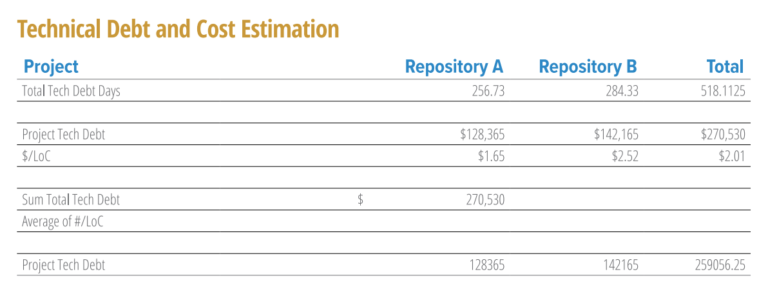 Technical Debt and Cost Estimation
Project Repository A Repository B Total
Total Tech Debt Days 256.73 284.33 518.1125
Project Tech Debt $128,365 $142,165 $270,530
$/LoC $1.65 $2.52 $2.01
Sum Total Tech Debt $ 270,530
Average of #/LoC
Project Tech Debt 128365 142165 259056.25